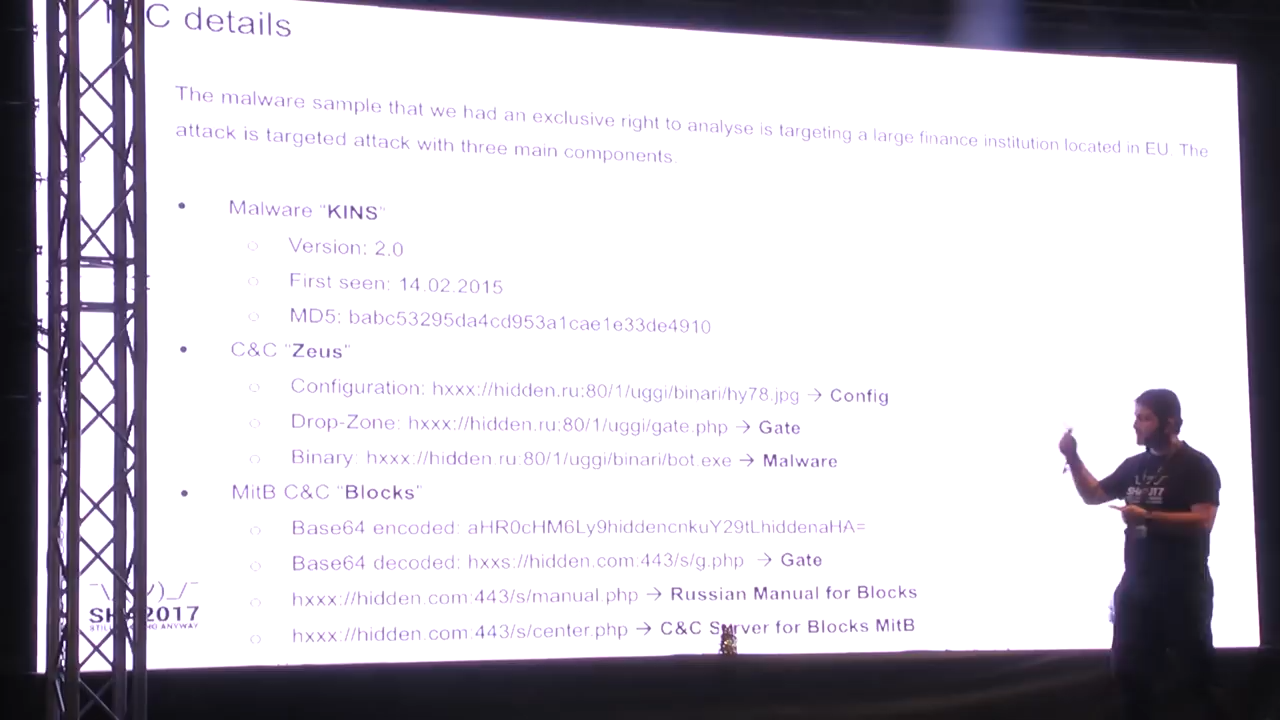 C details
The malware sample that we had an exclusive right to analyse is targeting a large finance institution located in EU. The
attack is targeted attack with three main components.
• Malware "KINS"
○ Version: 2.0
○ First seen: 14.02.2015
○ MD5: babc53295da4cd953a1cae1e33de4910
• C&C "Zeus"
○ Configuration: hxxx://hidden.ru:80/1/uggi/binari/hy78.jpg → Config
○ Drop-Zone: hxxx://hidden.ru:80/1/uggi/gate.php → Gate
○ Binary: hxxx://hidden.ru:80/1/uggi/binari/bot.exe → Malware
• MitB C&C "Blocks"
○ Base64 encoded: aHR0cHM6Ly9hiddencnkuY29tLhiddenaHA=
○ Base64 decoded: hxxs://hidden.com:443/s/g.php → Gate
○ hxxx://hidden.com:443/s/manual.php → Russian Manual for Blocks
○ hxxx://hidden.com:443/s/center.php → C&C Server for Blocks MitB
2017
ANYWAY